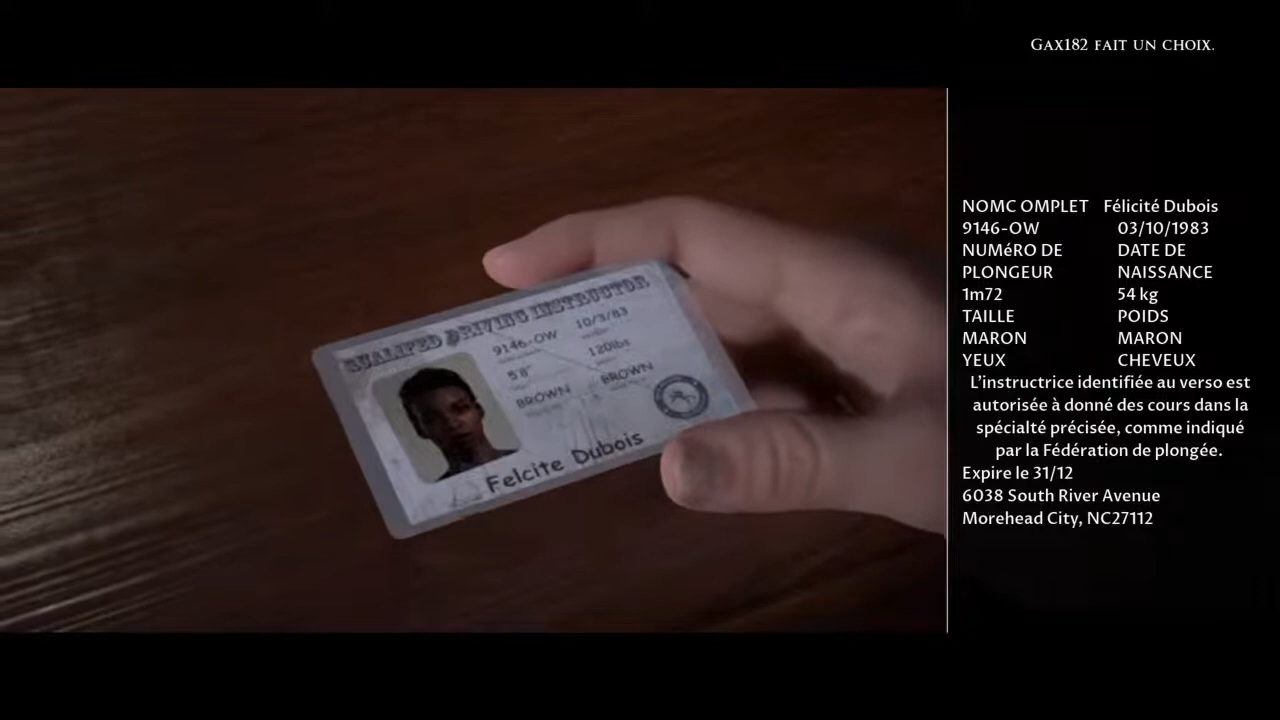 GAX182 FAIT UN CHOIX.
QUALIFED DRIVING INSTRUCTOR
9146-OW 10/3/83
5'8" 120lbs
BROWN BROWN
Felcite Dubois
NOMC OMPLET Félicité Dubois
9146-OW 03/10/1983
NUMéRO DE DATE DE
PLONGEUR NAISSANCE
1m72 54 kg
TAILLE POIDS
MARON MARON
YEUX CHEVEUX
L'instructrice identifiée au verso est
autorisée à donné des cours dans la
spécialté précisée, comme indiqué
par la Fédération de plongée.
Expire le 31/12
6038 South River Avenue
Morehead City, NC27112